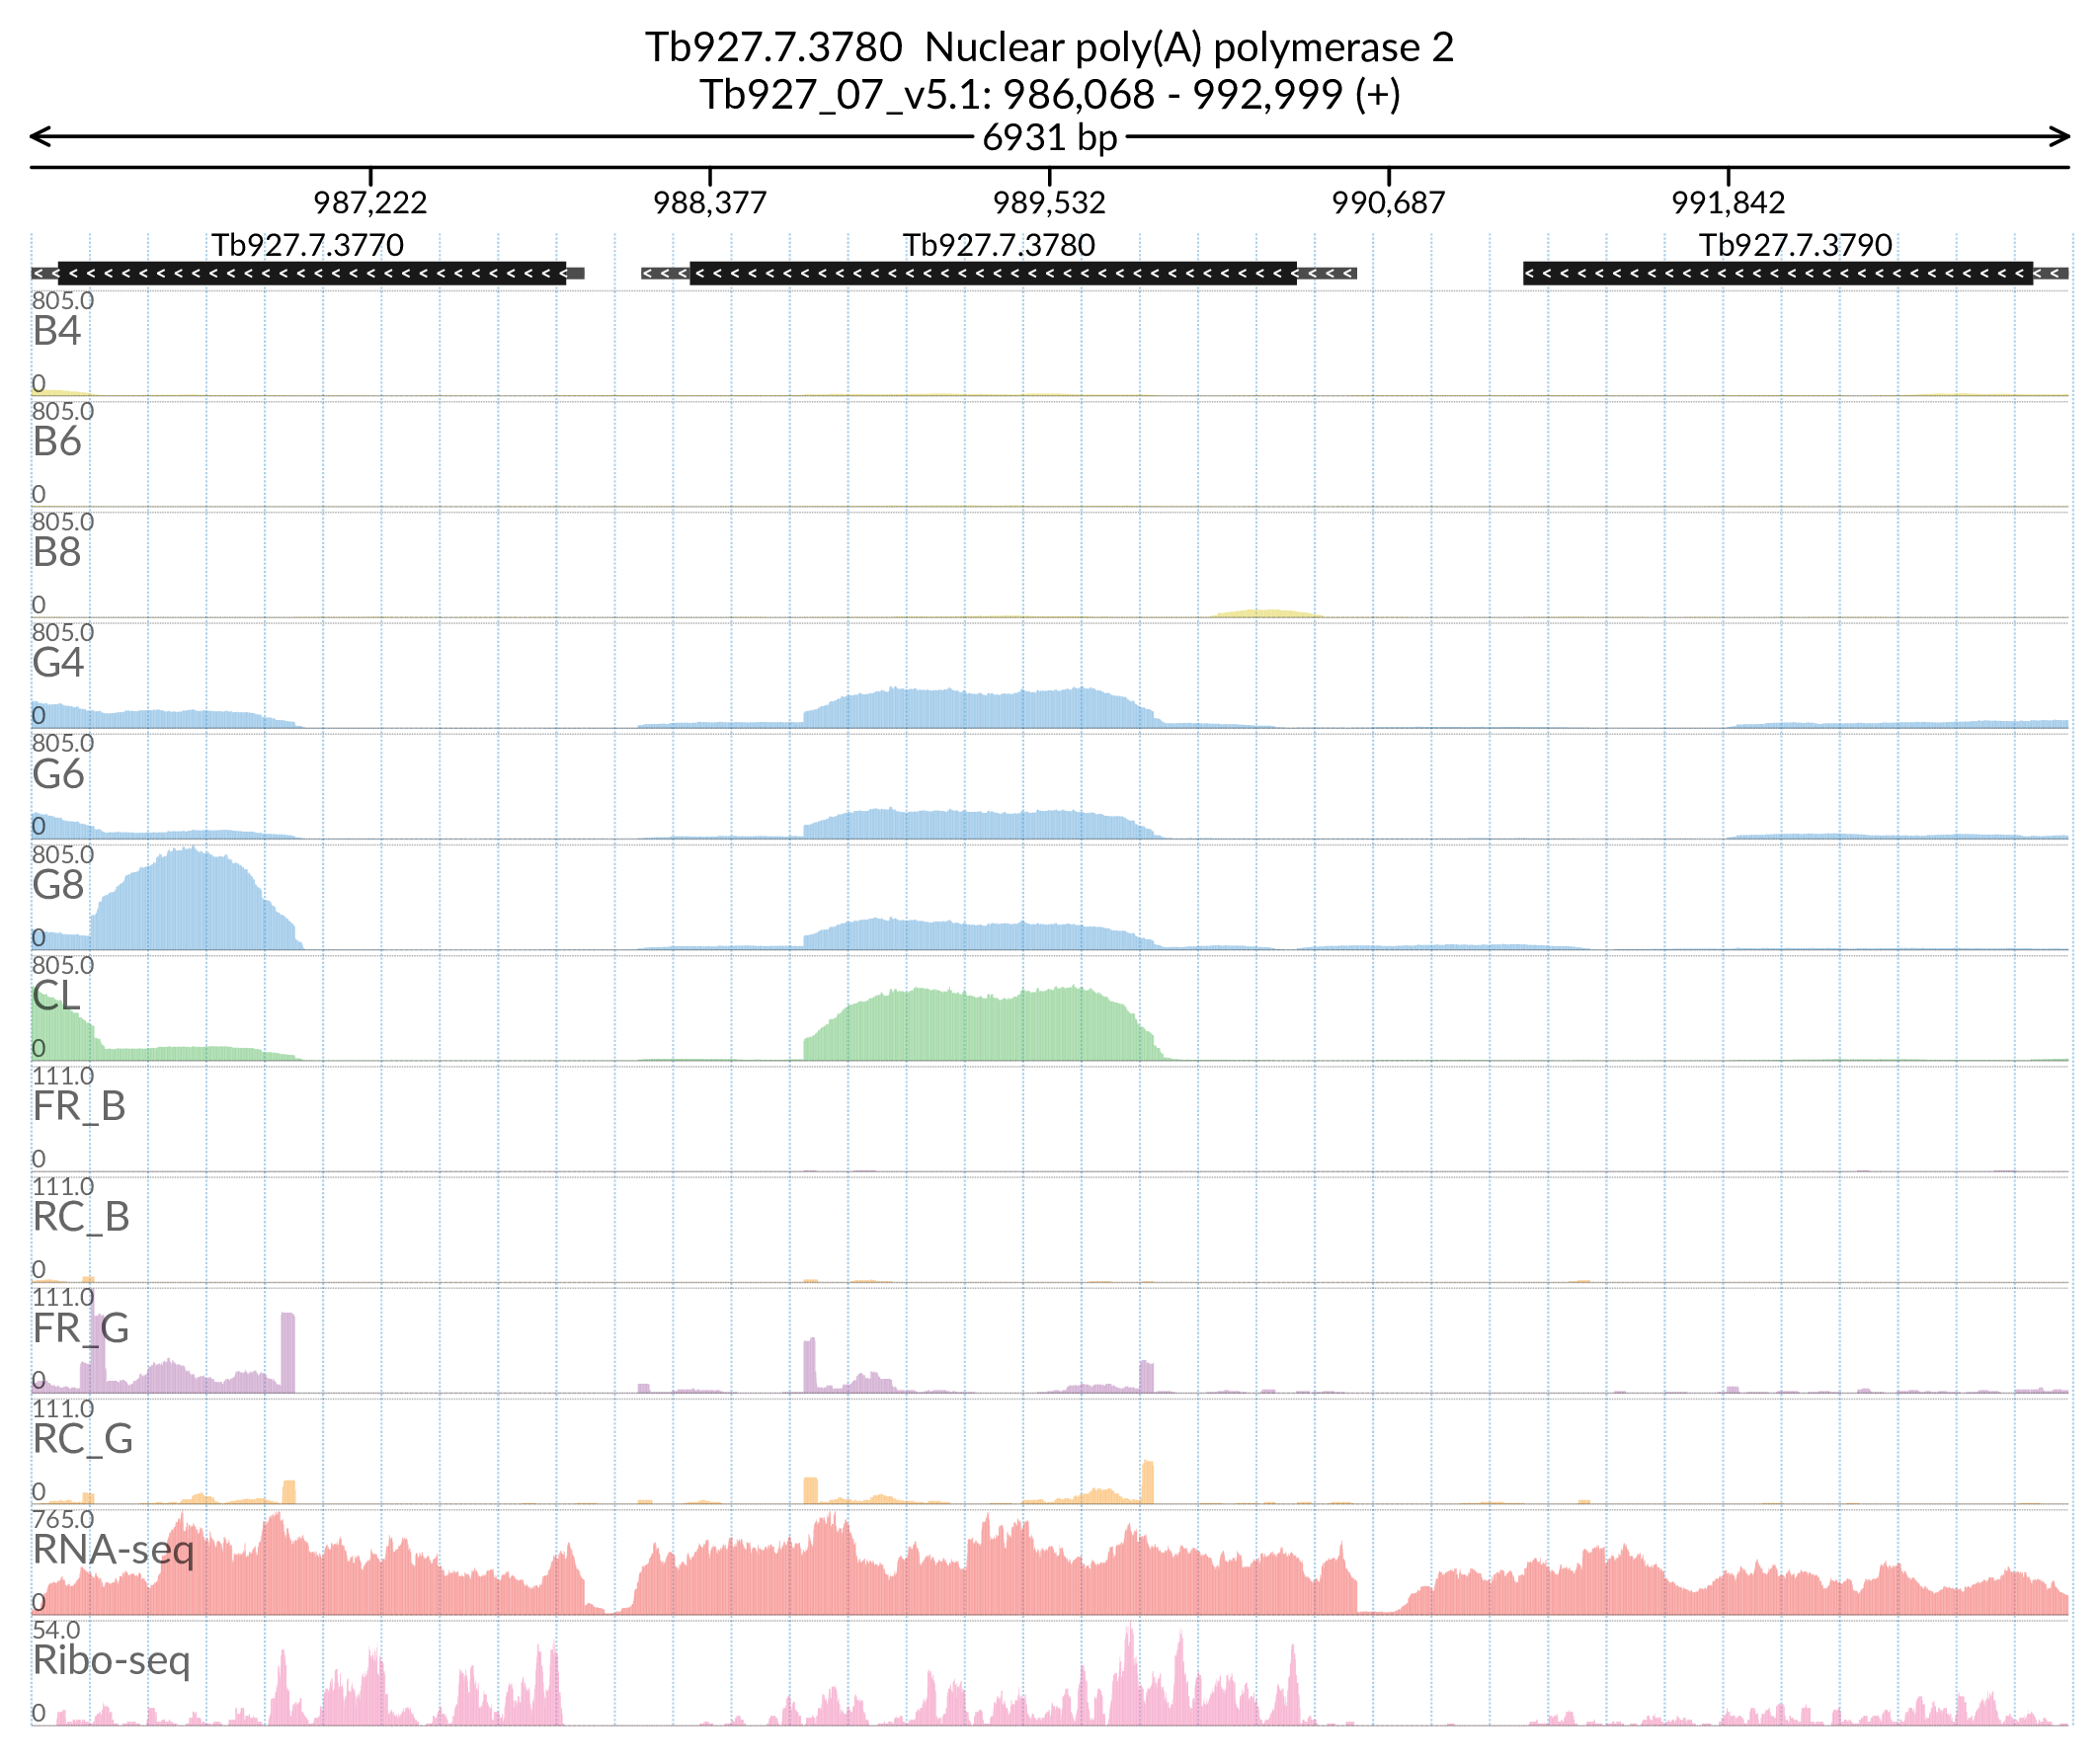 Tb927.7.3780 Nuclear poly(A) polymerase 2
Tb927_07_v5.1: 986,068 - 992,999 (+)
6931 bp
987,222 988,377 989,532 990,687 991,842
Tb927.7.3770 Tb927.7.3780 Tb927.7.3790
805.0
B4
0
805.0
B6
0
805.0
B8
0
805.0
G4
0
805.0
G6
0
805.0
G8
0
805.0
CL
0
111.0
FR_B
0
111.0
RC_B
0
111.0
FR_G
0
111.0
RC_G
0
765.0
RNA-seq
0
54.0
Ribo-seq
0